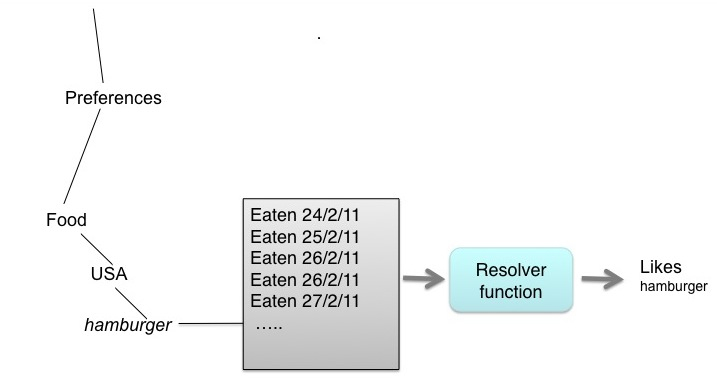 Preferences
Food
USA
hamburger
Eaten 24/2/11
Eaten 25/2/11
Eaten 26/2/11
Eaten 26/2/11
Eaten 27/2/11
…..
Resolver
function
Likes
hamburger